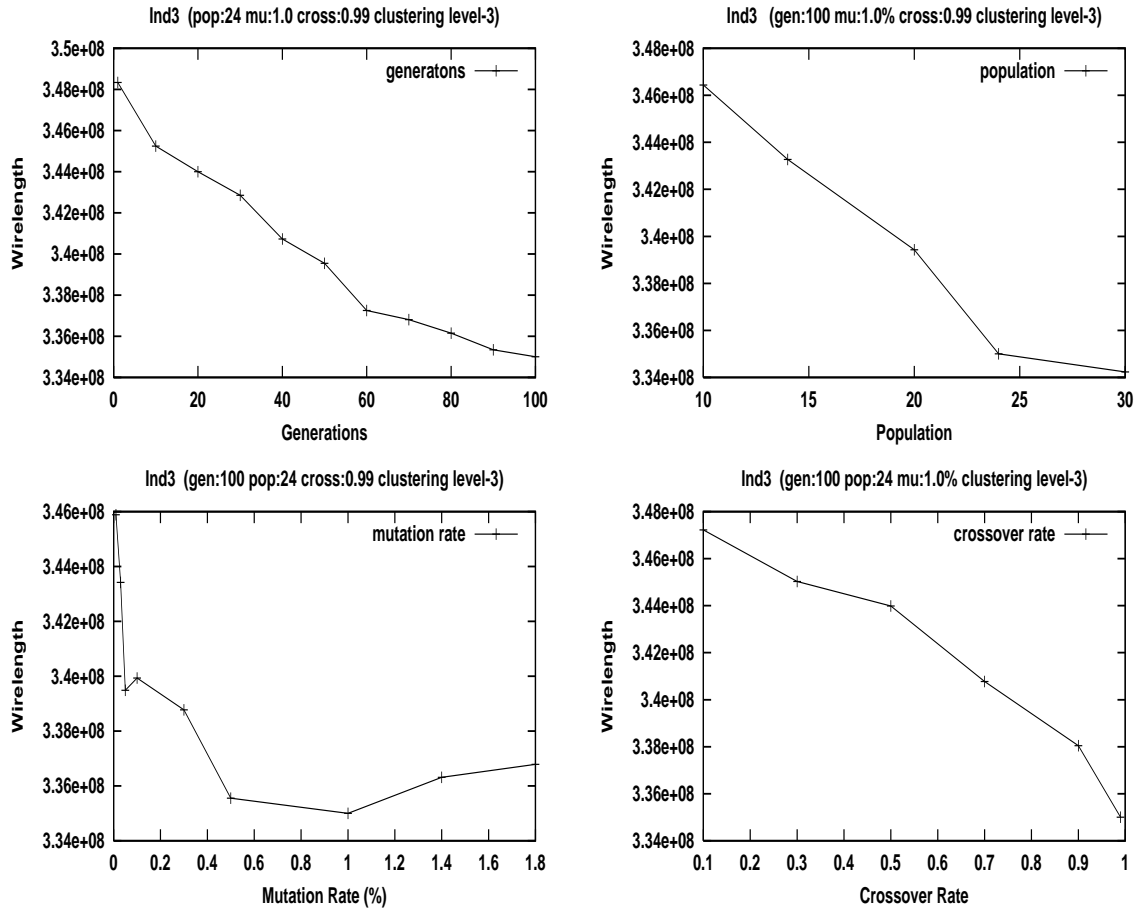 Ind3 (pop:24 mu:1.0 cross:0.99 clustering level-3)
3.5e+08
3.48e+08
3.46e+08
3.44e+08
3.42e+08
3.4e+08
3.38e+08
3.36e+08
3.34e+08
Wirelength
generatons
0 20 40 60 80 100
Generations
Ind3 (gen:100 mu:1.0% cross:0.99 clustering level-3)
3.48e+08
3.46e+08
3.44e+08
3.42e+08
3.4e+08
3.38e+08
3.36e+08
3.34e+08
Wirelength
population
10 15 20 25 30
Population
Ind3 (gen:100 pop:24 cross:0.99 clustering level-3)
3.46e+08
3.44e+08
3.42e+08
3.40e+08
3.38e+08
3.36e+08
3.34e+08
Wirelength
mutation rate
0 0.2 0.4 0.6 0.8 1 1.2 1.4 1.6 1.8
Mutation Rate (%)
Ind3 (gen:100 pop:24 mu:1.0% clustering level-3)
3.48e+08
3.46e+08
3.44e+08
3.42e+08
3.4e+08
3.38e+08
3.36e+08
3.34e+08
Wirelength
crossover rate
0.1 0.2 0.3 0.4 0.5 0.6 0.7 0.8 0.9 1
Crossover Rate